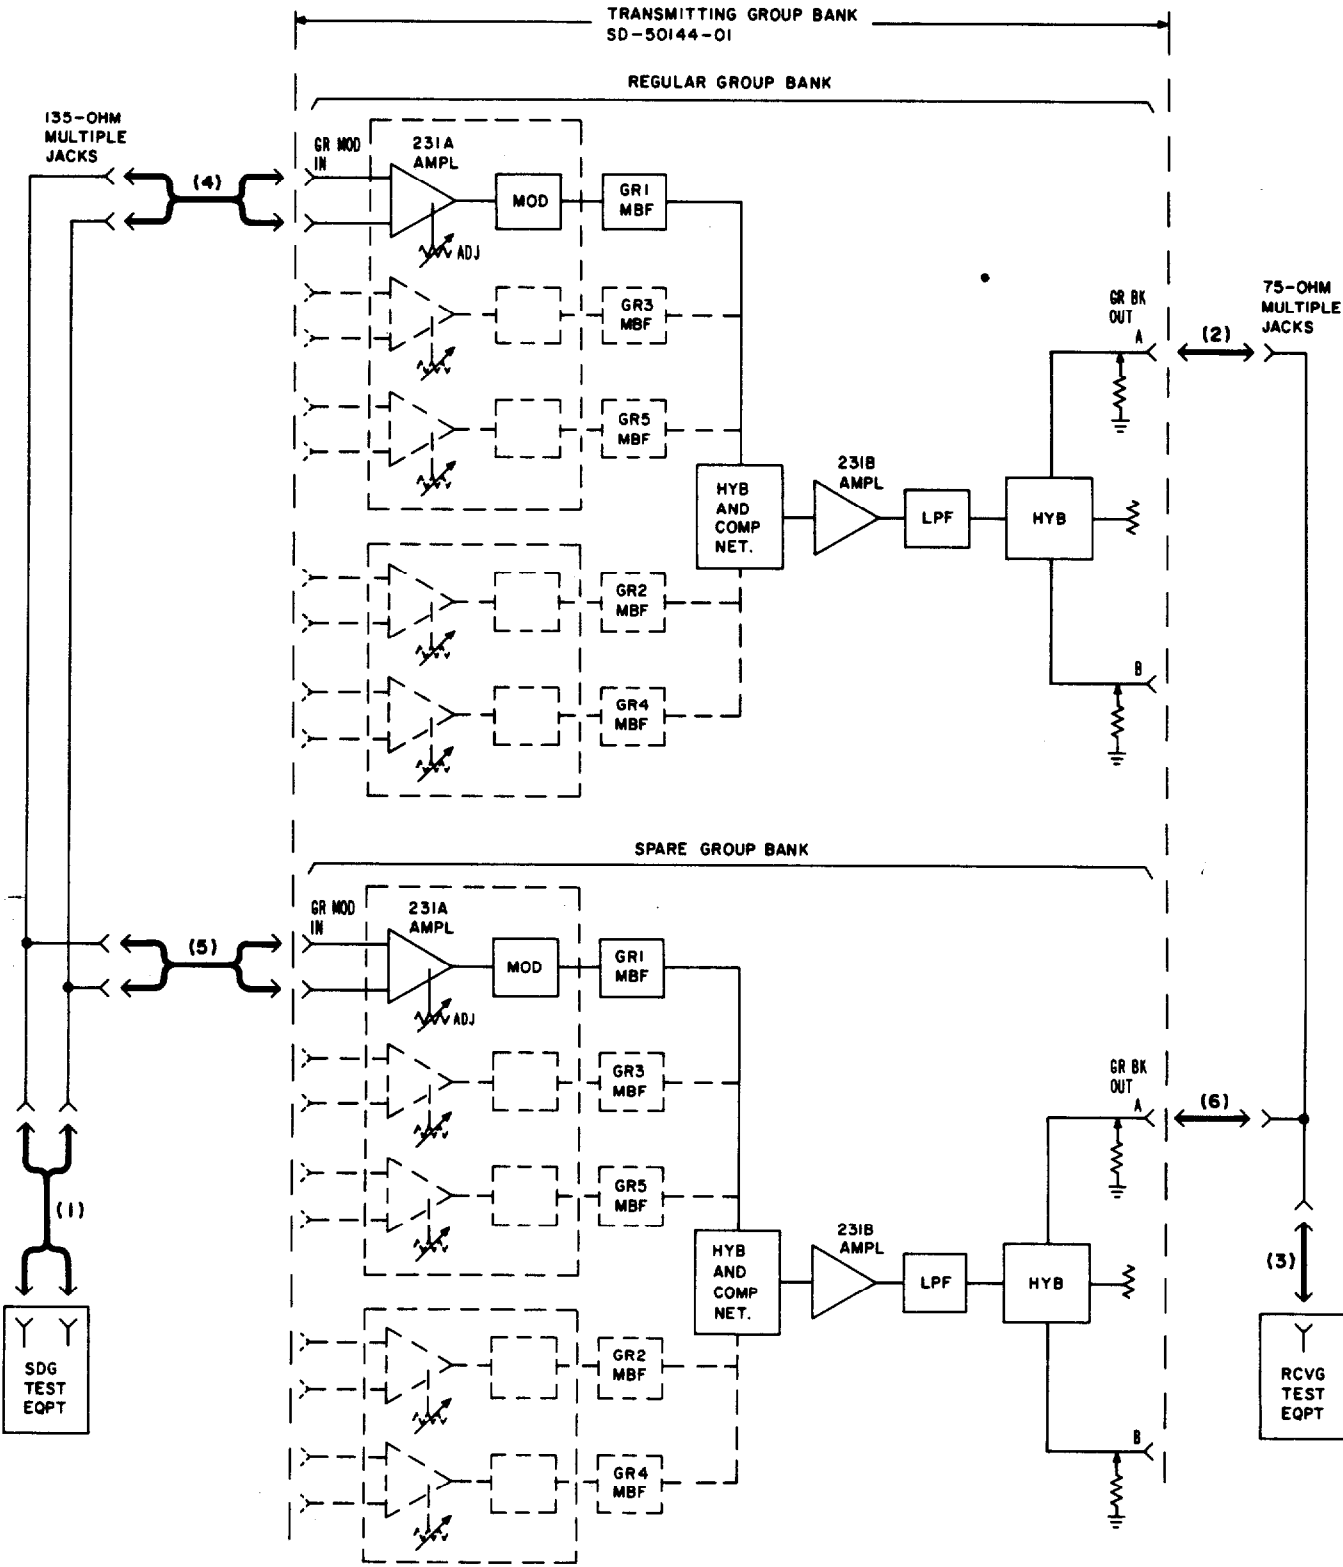 TRANSMITTING GROUP BANK
SD-50144-01
REGULAR GROUP BANK
135-OHM
MULTIPLE
JACKS
(4)
GR MOD
IN
231A
AMPL
ADJ
MOD
GR1
MBF
GR3
MBF
GR5
MBF
HYB
AND
COMP
NET.
231B
AMPL
LPF
HYB
GR BK
OUT
A
(2)
75-OHM
MULTIPLE
JACKS
GR2
MBF
GR4
MBF
B
SPARE GROUP BANK
(5)
GR MOD
IN
231A
AMPL
ADJ
MOD
GR1
MBF
GR3
MBF
GR5
MBF
HYB
AND
COMP
NET.
231B
AMPL
LPF
HYB
GR BK
OUT
A
(6)
(1)
(3)
SDG
TEST
EQPT
GR2
MBF
GR4
MBF
B
RCVG
TEST
EQPT